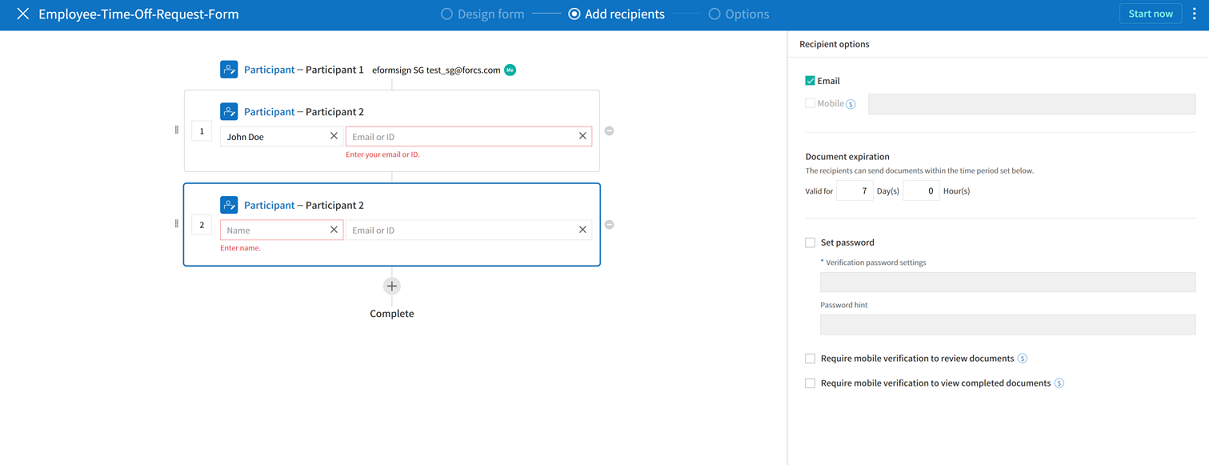 Employee-Time-Off-Request-Form
Design form
Add recipients
Options
Start now
Participant – Participant 1 eformsign SG test_sg@forcs.com Me
1
Participant – Participant 2
John Doe
Email or ID
Enter your email or ID.
2
Participant – Participant 2
Name
Email or ID
Enter name.
Complete
Recipient options
Email
Mobile $
Document expiration
The recipients can send documents within the time period set below.
Valid for 7 Day(s) 0 Hour(s)
Set password
* Verification password settings
Password hint
Require mobile verification to review documents $
Require mobile verification to view completed documents $